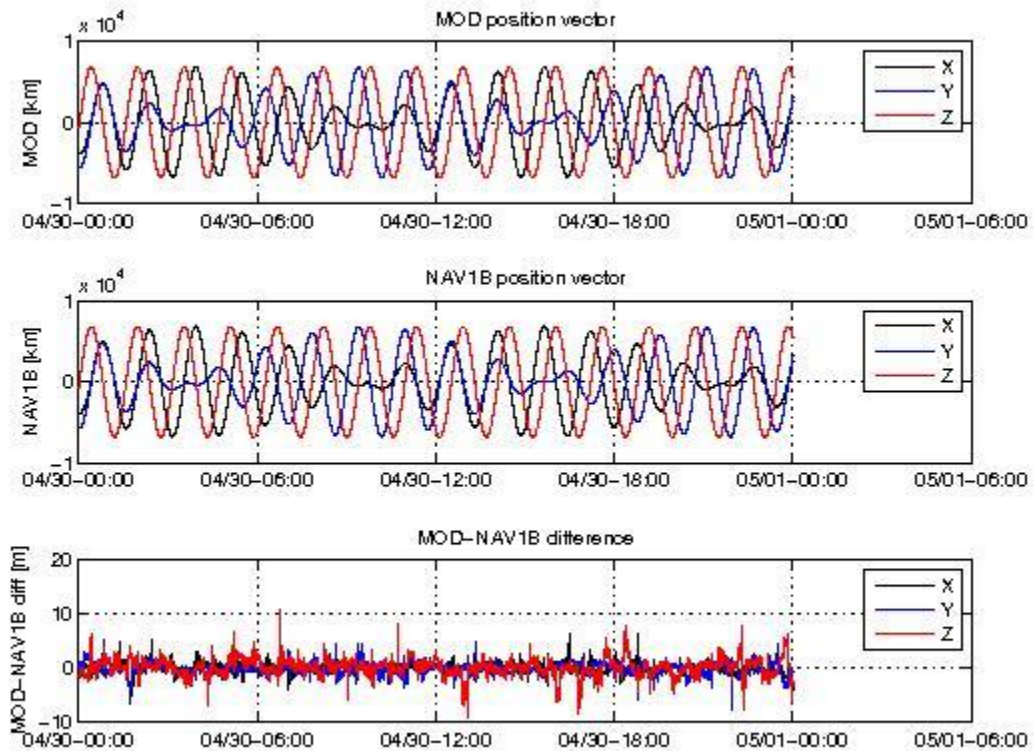 MOD position vector
x 10^4
1
0
-1
MOD [km]
X
Y
Z
04/30-00:00 04/30-06:00 04/30-12:00 04/30-18:00 05/01-00:00 05/01-06:00
NAV1B position vector
x 10^4
1
0
-1
NAV1B [km]
X
Y
Z
04/30-00:00 04/30-06:00 04/30-12:00 04/30-18:00 05/01-00:00 05/01-06:00
MOD-NAV1B difference
20
10
0
-10
MOD-NAV1B diff [m]
X
Y
Z
04/30-00:00 04/30-06:00 04/30-12:00 04/30-18:00 05/01-00:00 05/01-06:00